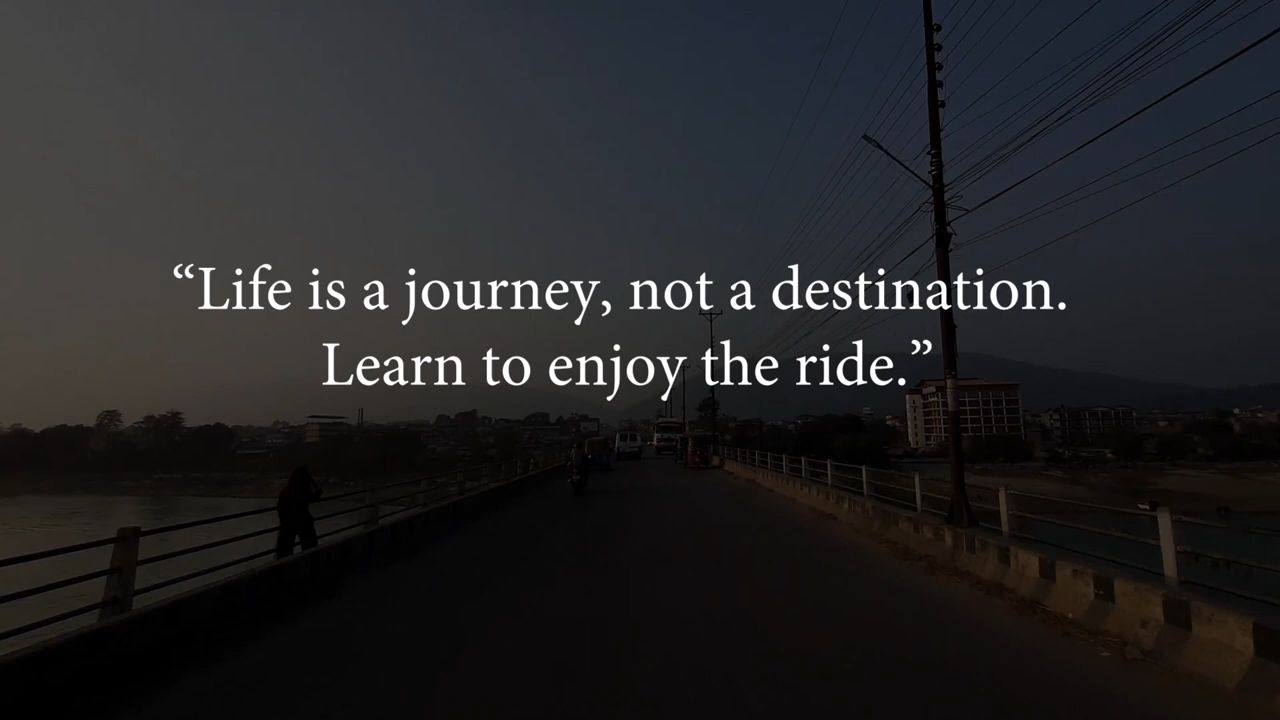 “Life is a journey, not a destination.
Learn to enjoy the ride.”